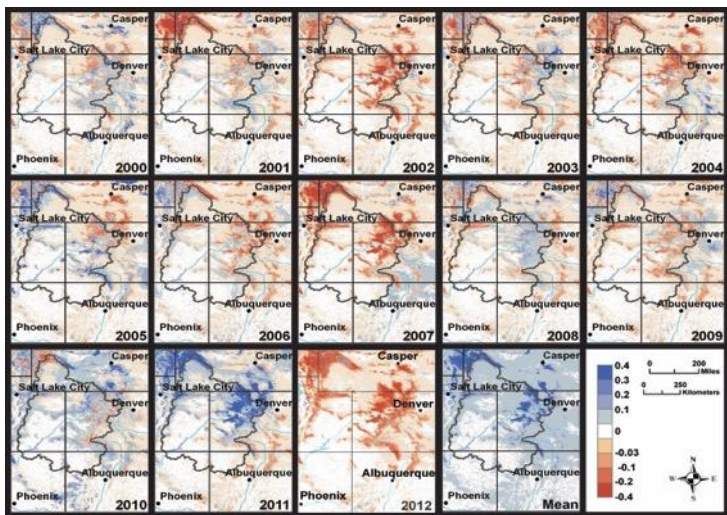 Casper
Salt Lake City
Denver
Albuquerque
Phoenix
2000
Casper
Salt Lake City
Denver
Albuquerque
Phoenix
2001
Casper
Salt Lake City
Denver
Albuquerque
Phoenix
2002
Casper
Salt Lake City
Denver
Albuquerque
Phoenix
2003
Casper
Salt Lake City
Denver
Albuquerque
Phoenix
2004
Casper
Salt Lake City
Denver
Albuquerque
Phoenix
2005
Casper
Salt Lake City
Denver
Albuquerque
Phoenix
2006
Casper
Salt Lake City
Denver
Albuquerque
Phoenix
2007
Casper
Salt Lake City
Denver
Albuquerque
Phoenix
2008
Casper
Salt Lake City
Denver
Albuquerque
Phoenix
2009
Casper
Salt Lake City
Denver
Albuquerque
Phoenix
2010
Casper
Salt Lake City
Denver
Albuquerque
Phoenix
2011
Casper
Salt Lake City
Denver
Albuquerque
Phoenix
2012
Casper
Salt Lake City
Denver
Albuquerque
Phoenix
Mean
0.4
0.3
0.2
0.1
0
-0.03
-0.1
-0.2
-0.4
0 200
Miles
0 250
Kilometers
N
W E
S